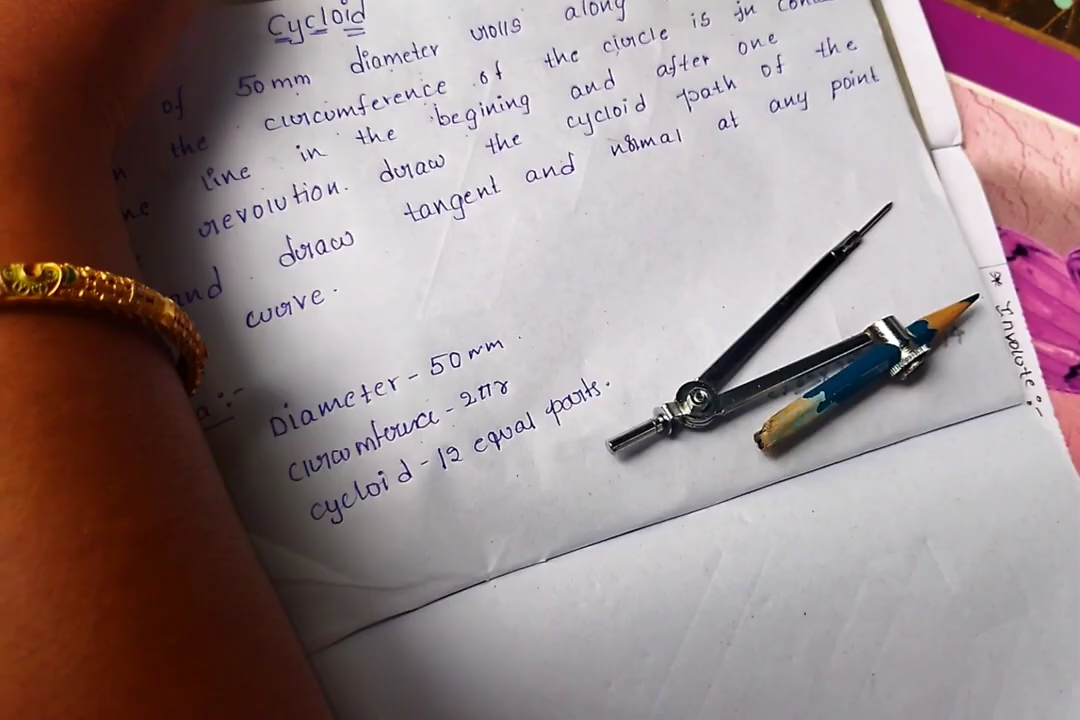 Cycloid
of 50mm diameter rolls along
the circumference of the circle is in
line in the begining and after one
revolution. draw the cycloid path of the
and draw tangent and normal at any point
curve.
a:-
Diameter - 50mm
circumference - 2πr
cycloid - 12 equal parts.
* Involute:-